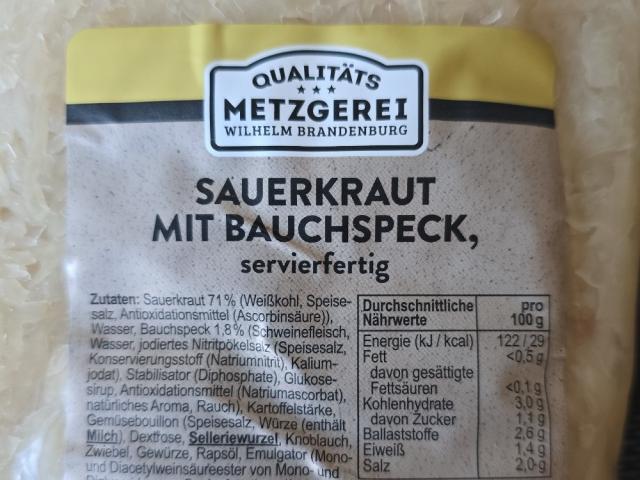 QUALITÄTS
METZGEREI
WILHELM BRANDENBURG
SAUERKRAUT
MIT BAUCHSPECK,
servierfertig
Zutaten: Sauerkraut 71% (Weißkohl, Speise-
salz, Antioxidationsmittel (Ascorbinsäure)),
Wasser, Bauchspeck 1,8% (Schweinefleisch,
Wasser, jodiertes Nitritpökelsalz (Speisesalz,
Konservierungsstoff (Natriumnitrit), Kalium-
jodat), Stabilisator (Diphosphate), Glukose-
sirup, Antioxidationsmittel (Natriumascorbat),
natürliches Aroma, Rauch), Kartoffelstärke,
Gemüsebouillon (Speisesalz, Würze (enthält
Milch), Dextrose, Selleriewurzel, Knoblauch,
Zwiebel, Gewürze, Rapsöl, Emulgator (Mono-
und Diacetylweinsäureester von Mono- und
Durchschnittliche pro
Nährwerte 100 g
Energie (kJ / kcal) 122 / 29
Fett <0,5 g
davon gesättigte
Fettsäuren <0,1 g
Kohlenhydrate 3,0 g
davon Zucker 1,1 g
Ballaststoffe 2,6 g
Eiweiß 1,4 g
Salz 2,0 g